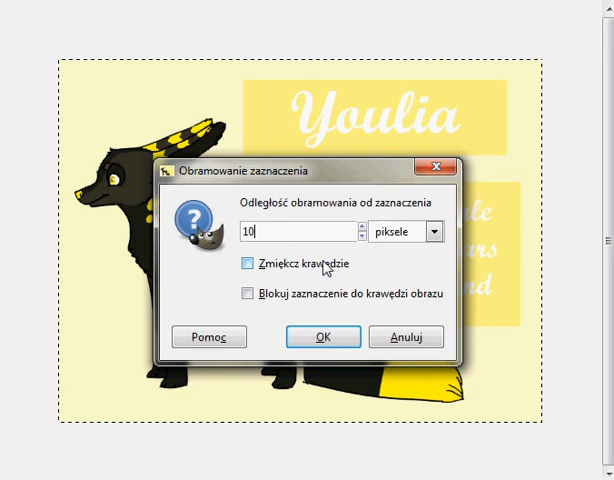 Youlia
Obramowanie zaznaczenia
Odległość obramowania od zaznaczenia
10
piksele
Zmiękcz krawędzie
Blokuj zaznaczenie do krawędzi obrazu
Pomoc
OK
Anuluj